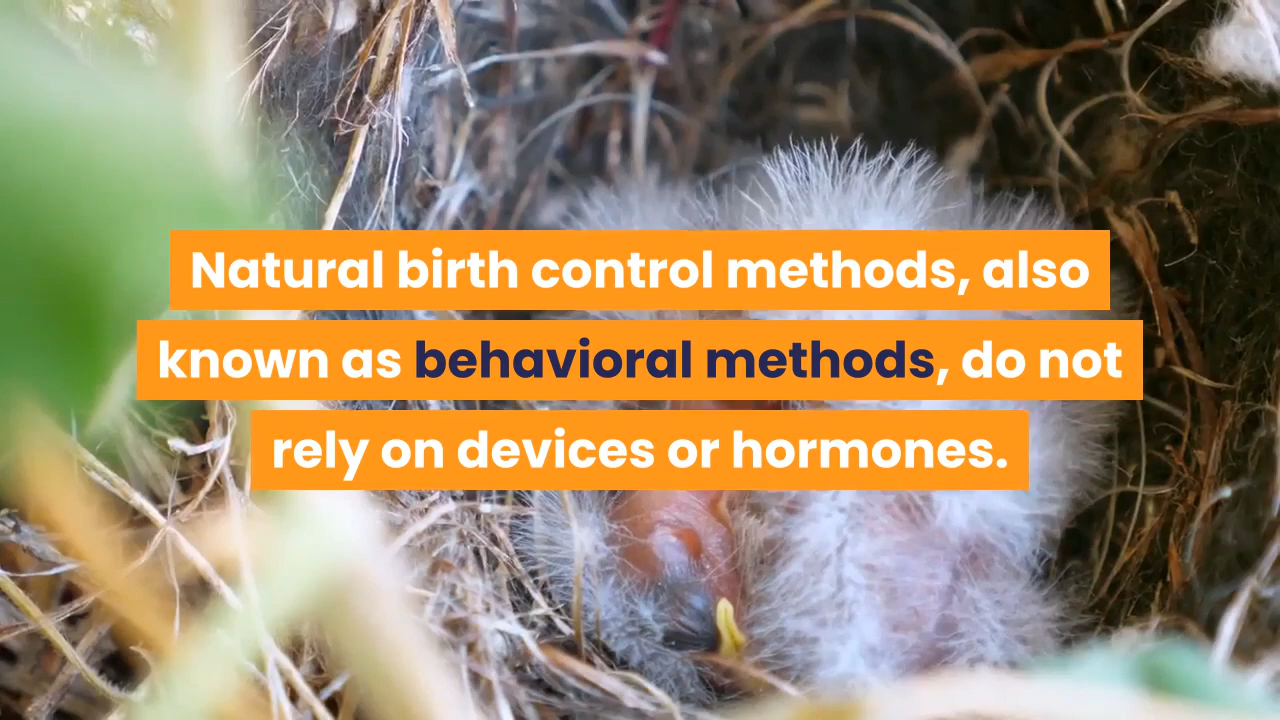 Natural birth control methods, also
known as behavioral methods, do not
rely on devices or hormones.